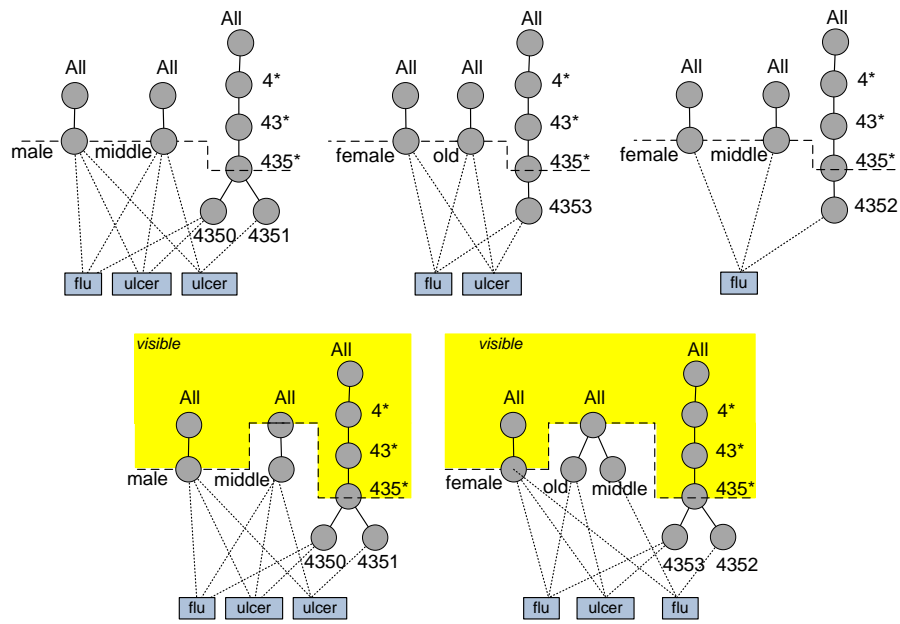 All
All
All
4*
43*
male
middle
435*
4350
4351
flu
ulcer
ulcer
All
All
All
4*
43*
female
old
435*
4353
flu
ulcer
All
All
All
4*
43*
female
middle
435*
4352
flu
visible
All
All
All
4*
43*
male
middle
435*
4350
4351
flu
ulcer
ulcer
visible
All
All
All
4*
43*
female
old
middle
435*
4353
4352
flu
ulcer
flu